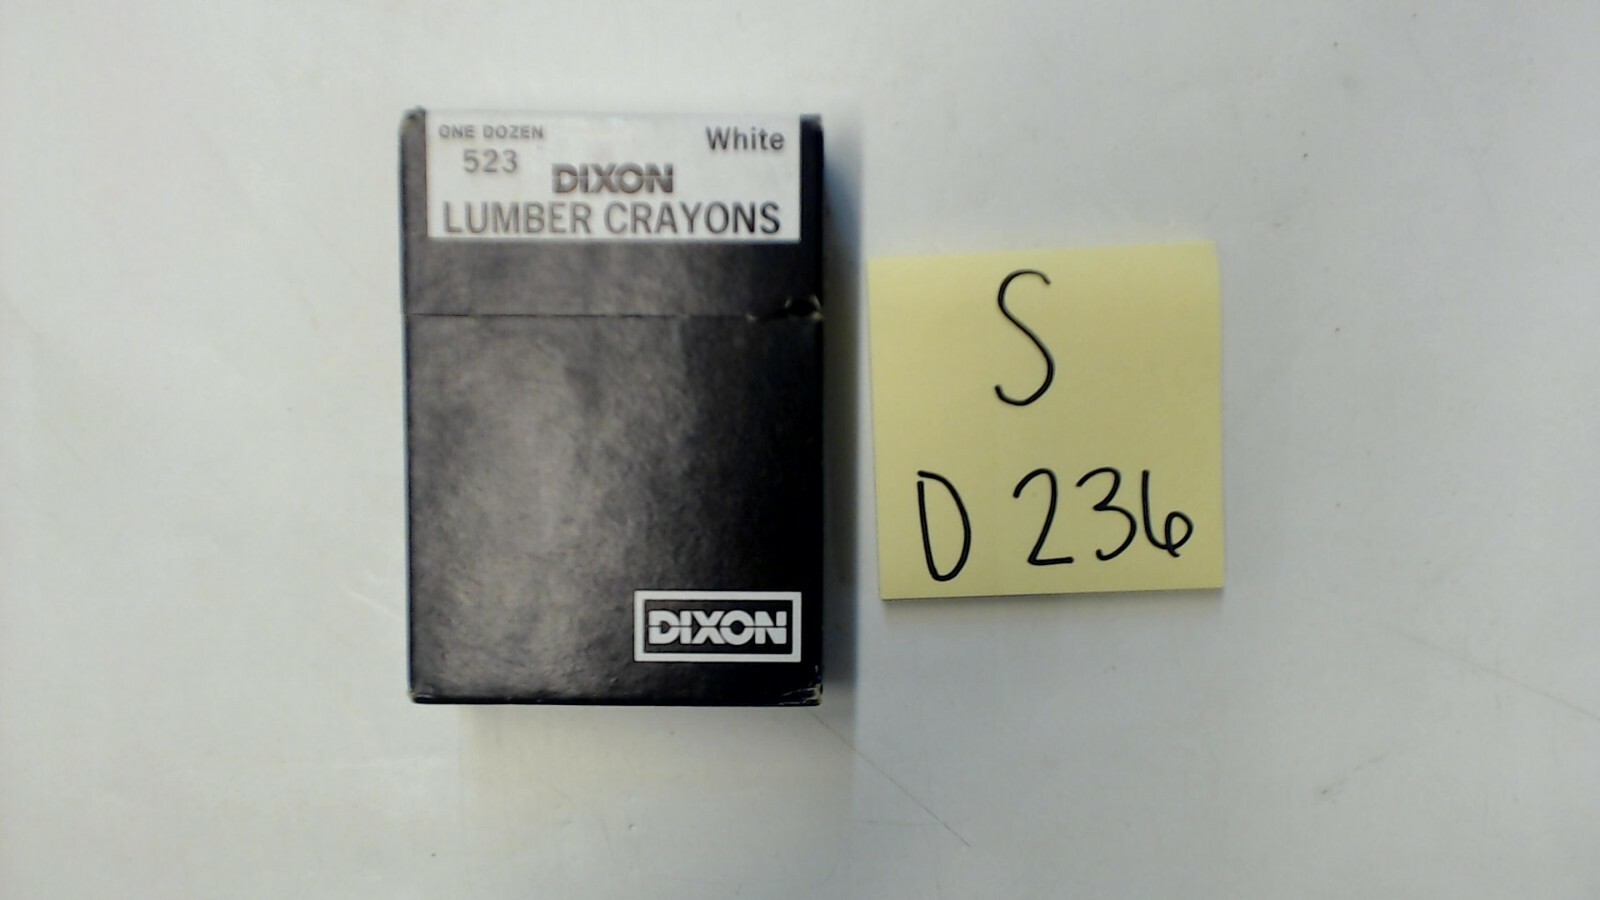 ONE DOZEN
White
523
DIXON
LUMBER CRAYONS
DIXON
S
D 236